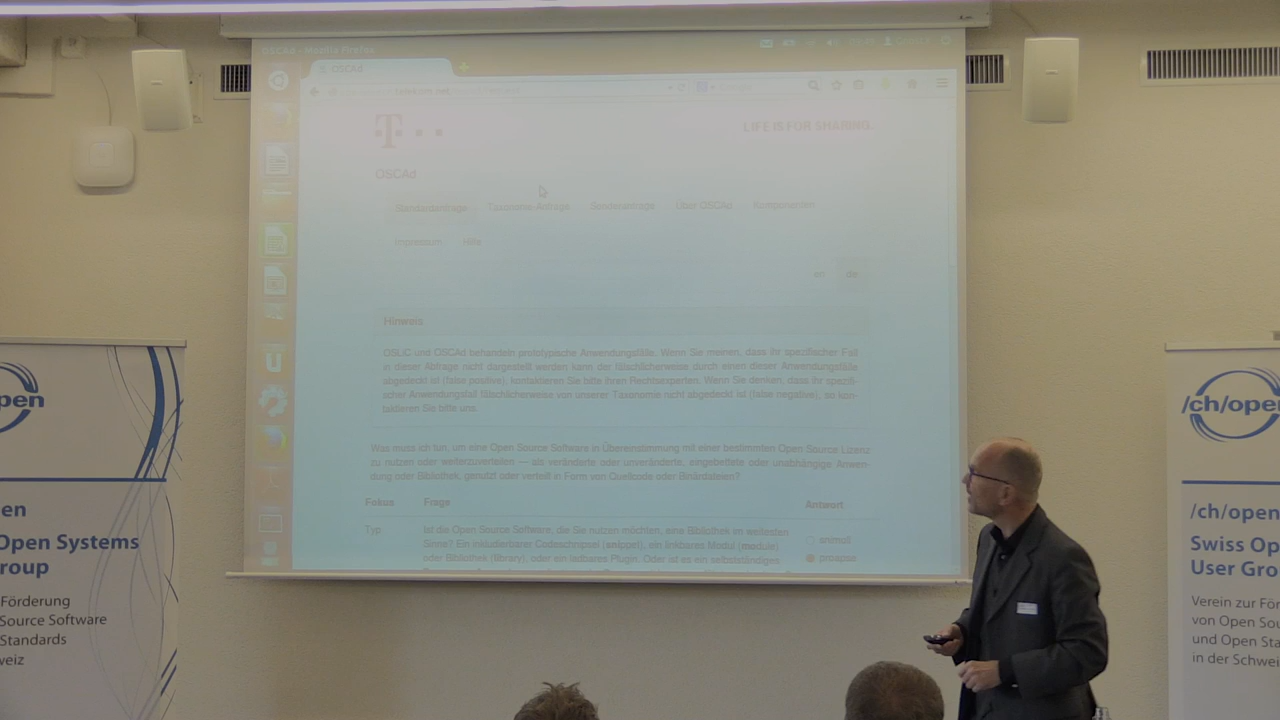 OSCAd - Mozilla Firefox
OSCAd
T
LIFE IS FOR SHARING.
OSCAd
Standardanfrage Taxonomie-Anfrage Sonderanfrage Über OSCAd Komponenten
Impressum Hilfe
en de
Hinweis
OSLiC und OSCAd behandeln prototypische Anwendungsfälle. Wenn Sie meinen, dass Ihr spezifischer Fall
in dieser Abfrage nicht dargestellt werden kann der fälschlicherweise durch einen dieser Anwendungsfälle
abgedeckt ist (false positive), kontaktieren Sie bitte Ihren Rechtsexperten. Wenn Sie denken, dass Ihr spezifi-
scher Anwendungsfall fälschlicherweise von unserer Taxonomie nicht abgedeckt ist (false negative), so kon-
taktieren Sie bitte uns.
Was muss ich tun, um eine Open Source Software in Übereinstimmung mit einer bestimmten Open Source Lizenz
zu nutzen oder weiterzuverteilen — als veränderte oder unveränderte, eingebettete oder unabhängige Anwen-
dung oder Bibliothek, genutzt oder verteilt in Form von Quellcode oder Binärdateien?
Fokus Frage Antwort
Typ Ist die Open Source Software, die Sie nutzen möchten, eine Bibliothek im weitesten
Sinne? Ein inkludierbarer Codeschnipsel (snippet), ein linkbares Modul (module)
oder Bibliothek (library), oder ein ladbares Plugin. Oder ist es ein selbstständiges
snimoli
proapse
open
en
Open Systems
roup
Förderung
Source Software
Standards
weiz
/ch/open
/ch/open
Swiss Op
User Gro
Verein zur För
von Open Sou
und Open Sta
in der Schwei